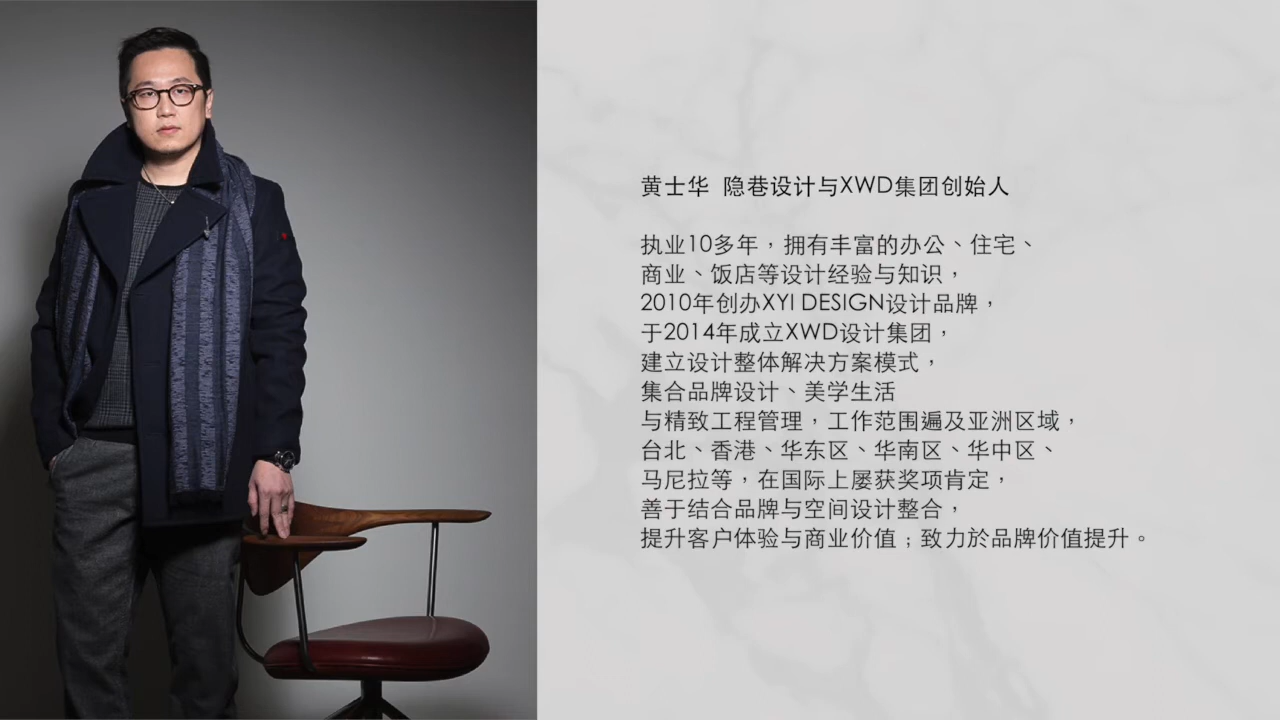 黄士华 隐巷设计与XWD集团创始人
执业10多年，拥有丰富的办公、住宅、
商业、饭店等设计经验与知识，
2010年创办XYI DESIGN设计品牌，
于2014年成立XWD设计集团，
建立设计整体解决方案模式，
集合品牌设计、美学生活
与精致工程管理，工作范围遍及亚洲区域，
台北、香港、华东区、华南区、华中区、
马尼拉等，在国际上屡获奖项肯定，
善于结合品牌与空间设计整合，
提升客户体验与商业价值；致力於品牌价值提升。